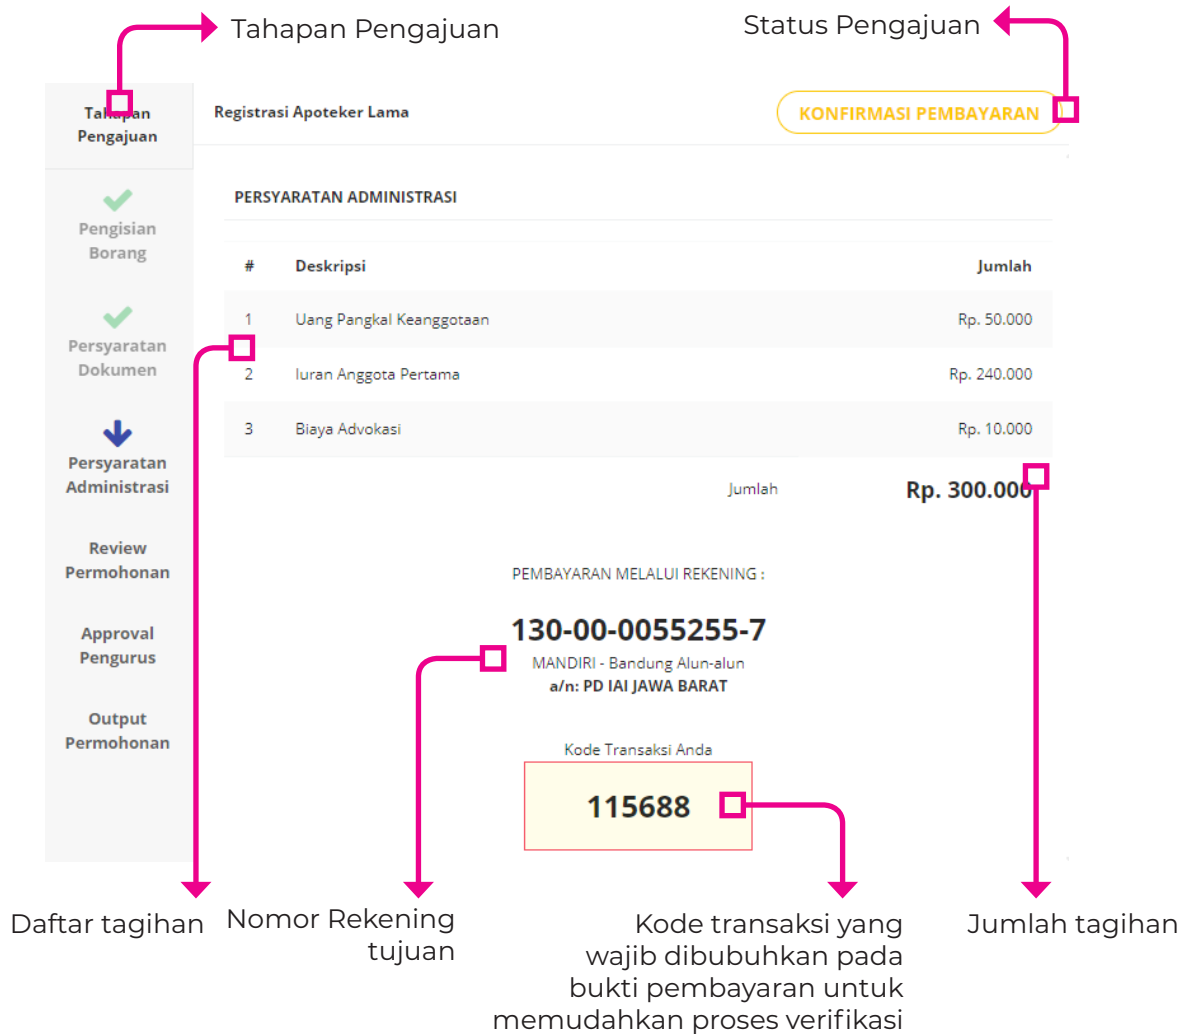 Tahapan Pengajuan
Status Pengajuan
Tahapan
Pengajuan
Registrasi Apoteker Lama
KONFIRMASI PEMBAYARAN
Pengisian
Borang
Persyaratan
Dokumen
Persyaratan
Administrasi
Review
Permohonan
Approval
Pengurus
Output
Permohonan
PERSYARATAN ADMINISTRASI
# Deskripsi Jumlah
1 Uang Pangkal Keanggotaan Rp. 50.000
2 Iuran Anggota Pertama Rp. 240.000
3 Biaya Advokasi Rp. 10.000
Jumlah Rp. 300.000
PEMBAYARAN MELALUI REKENING :
130-00-0055255-7
MANDIRI - Bandung Alun-alun
a/n: PD IAI JAWA BARAT
Kode Transaksi Anda
115688
Daftar tagihan
Nomor Rekening
tujuan
Kode transaksi yang
wajib dibubuhkan pada
bukti pembayaran untuk
memudahkan proses verifikasi
Jumlah tagihan